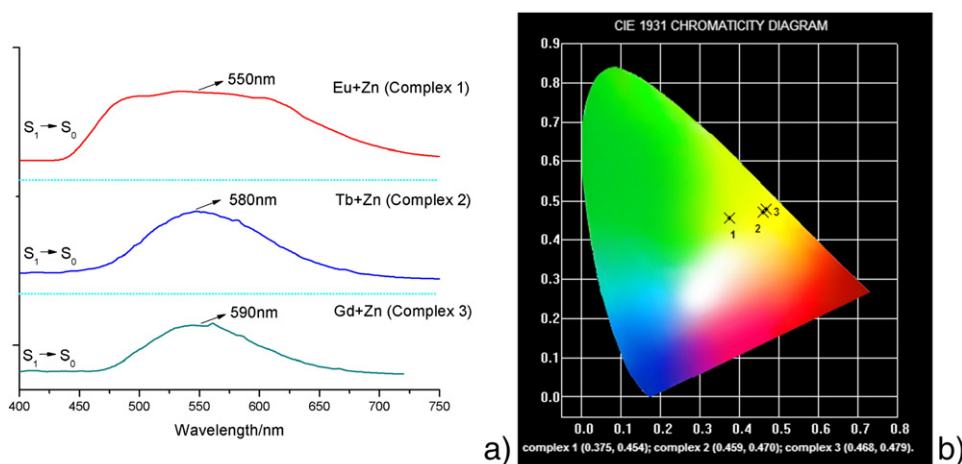 550nm
Eu+Zn (Complex 1)
S1→S0
580nm
Tb+Zn (Complex 2)
S1→S0
590nm
Gd+Zn (Complex 3)
S1→S0
400 450 500 550 600 650 700 750
Wavelength/nm
a)
CIE 1931 CHROMATICITY DIAGRAM
0.9
0.8
0.7
0.6
0.5
0.4
0.3
0.2
0.1
0.0
1 2 3
0.0 0.1 0.2 0.3 0.4 0.5 0.6 0.7 0.8
complex 1 (0.375, 0.454); complex 2 (0.459, 0.470); complex 3 (0.468, 0.479).
b)